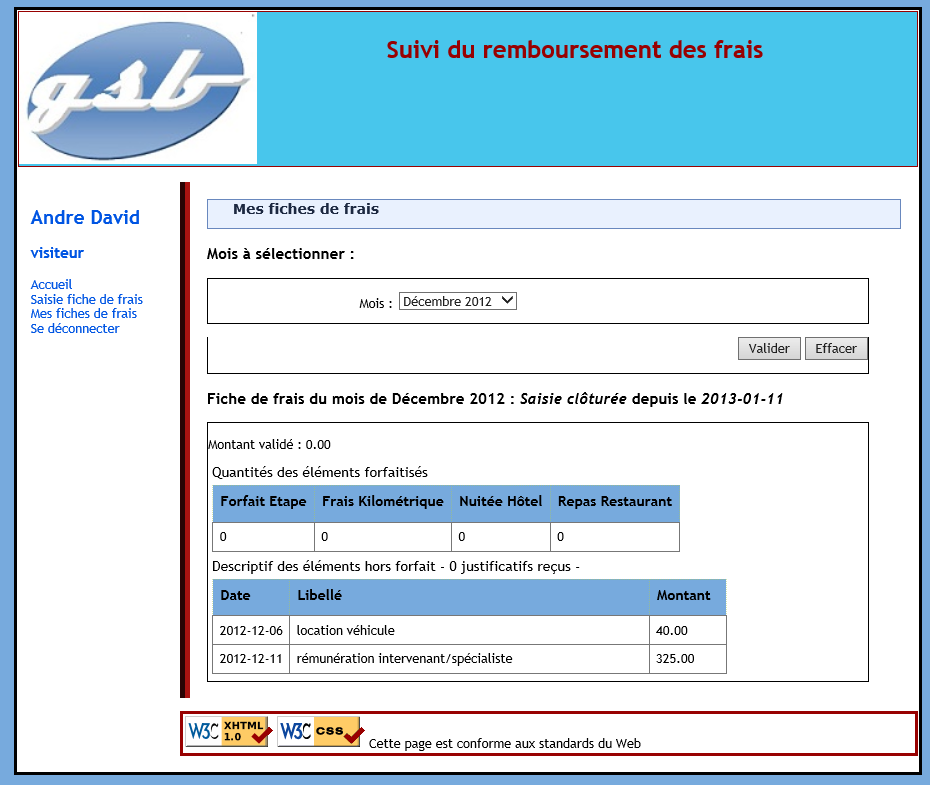 gsb
Suivi du remboursement des frais
Andre David
visiteur
Accueil
Saisie fiche de frais
Mes fiches de frais
Se déconnecter
Mes fiches de frais
Mois à sélectionner :
Mois : Décembre 2012
Valider Effacer
Fiche de frais du mois de Décembre 2012 : Saisie clôturée depuis le 2013-01-11
Montant validé : 0.00
Quantités des éléments forfaitisés
Forfait Etape Frais Kilométrique Nuitée Hôtel Repas Restaurant
0 0 0 0
Descriptif des éléments hors forfait - 0 justificatifs reçus -
Date Libellé Montant
2012-12-06 location véhicule 40.00
2012-12-11 rémunération intervenant/spécialiste 325.00
W3C XHTML 1.0 W3C CSS Cette page est conforme aux standards du Web